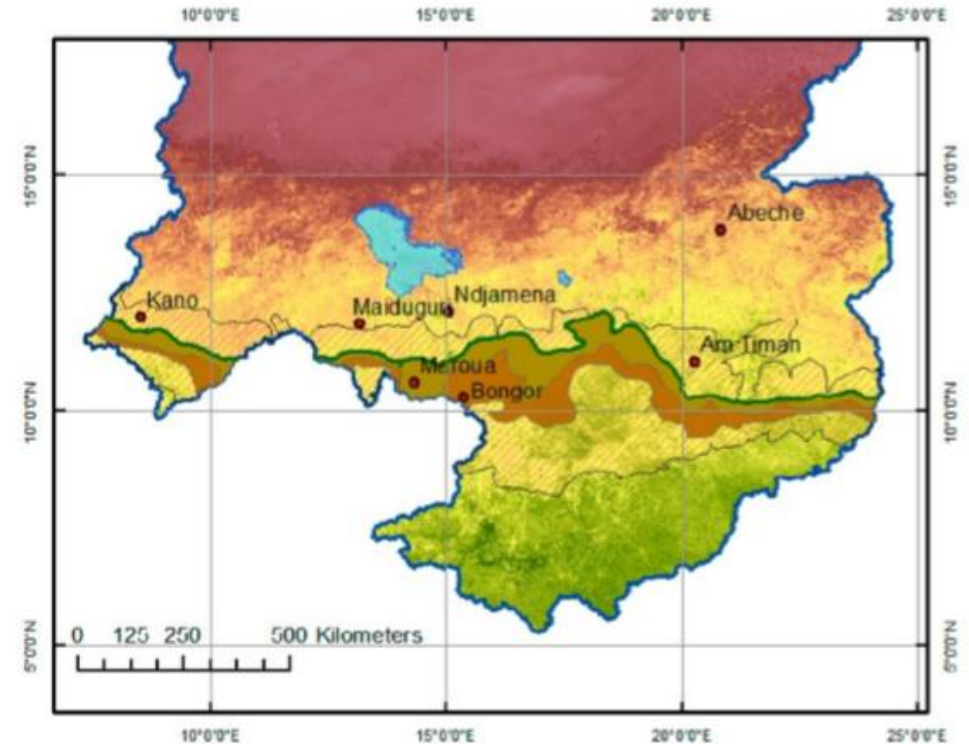 10°0'0"E 15°0'0"E 20°0'0"E 25°0'0"E
15°0'0"N 15°0'0"N
Abeche
Kano
Maiduguri Ndjamena
Am Timan
Meroua
Bongor
10°0'0"N 10°0'0"N
0 125 250 500 Kilometers
5°0'0"N 5°0'0"N
10°0'0"E 15°0'0"E 20°0'0"E 25°0'0"E